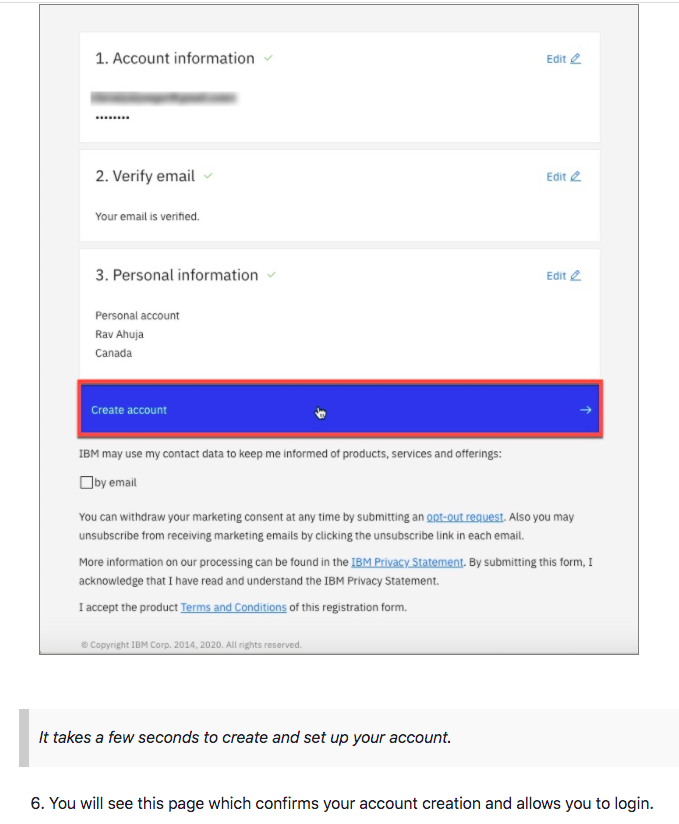 1. Account information
Edit
••••••••
2. Verify email
Edit
Your email is verified.
3. Personal information
Edit
Personal account
Rav Ahuja
Canada
Create account
IBM may use my contact data to keep me informed of products, services and offerings:
by email
You can withdraw your marketing consent at any time by submitting an opt-out request. Also you may
unsubscribe from receiving marketing emails by clicking the unsubscribe link in each email.
More information on our processing can be found in the IBM Privacy Statement. By submitting this form, I
acknowledge that I have read and understand the IBM Privacy Statement.
I accept the product Terms and Conditions of this registration form.
© Copyright IBM Corp. 2014, 2020. All rights reserved.
It takes a few seconds to create and set up your account.
6. You will see this page which confirms your account creation and allows you to login.